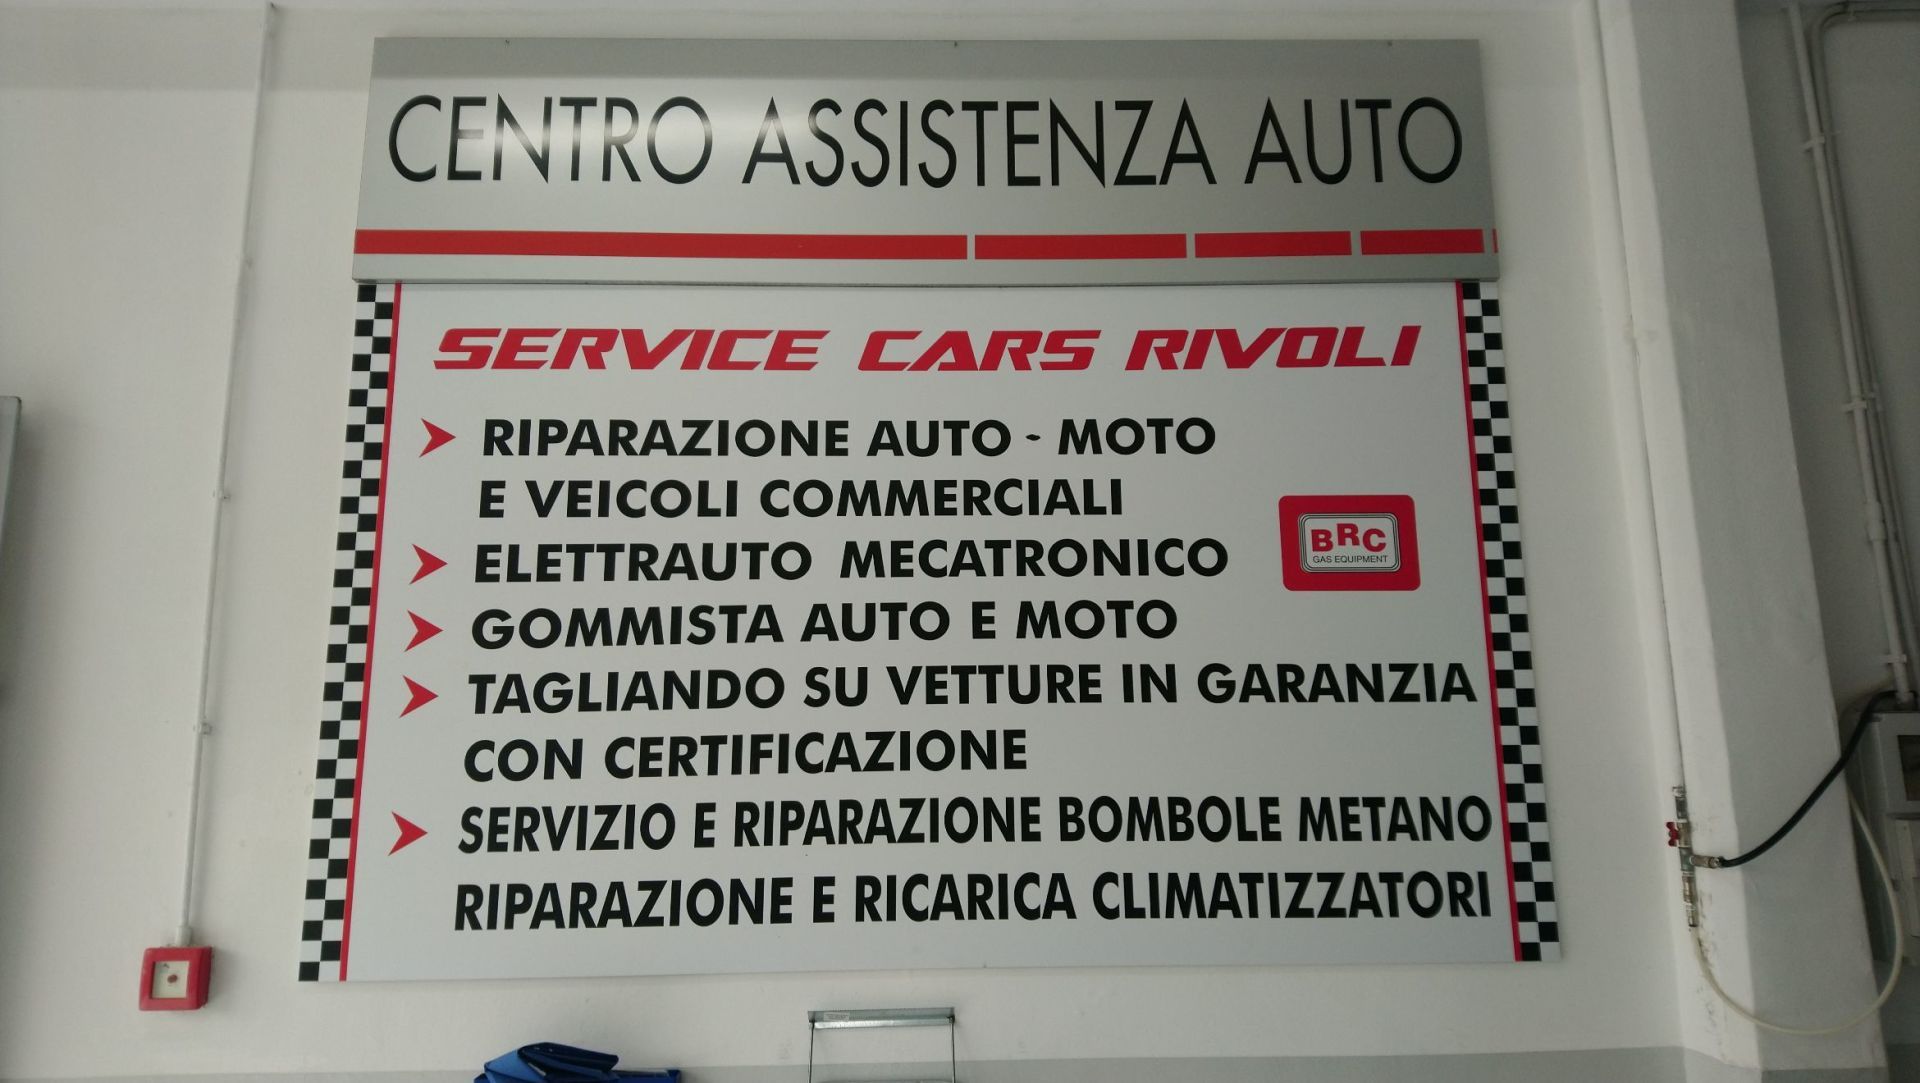 CENTRO ASSISTENZA AUTO
SERVICE CARS RIVOLI
RIPARAZIONE AUTO - MOTO
E VEICOLI COMMERCIALI
ELETTRAUTO MECATRONICO
GOMMISTA AUTO E MOTO
TAGLIANDO SU VETTURE IN GARANZIA
CON CERTIFICAZIONE
SERVIZIO E RIPARAZIONE BOMBOLE METANO
RIPARAZIONE E RICARICA CLIMATIZZATORI
BRC
GAS EQUIPMENT